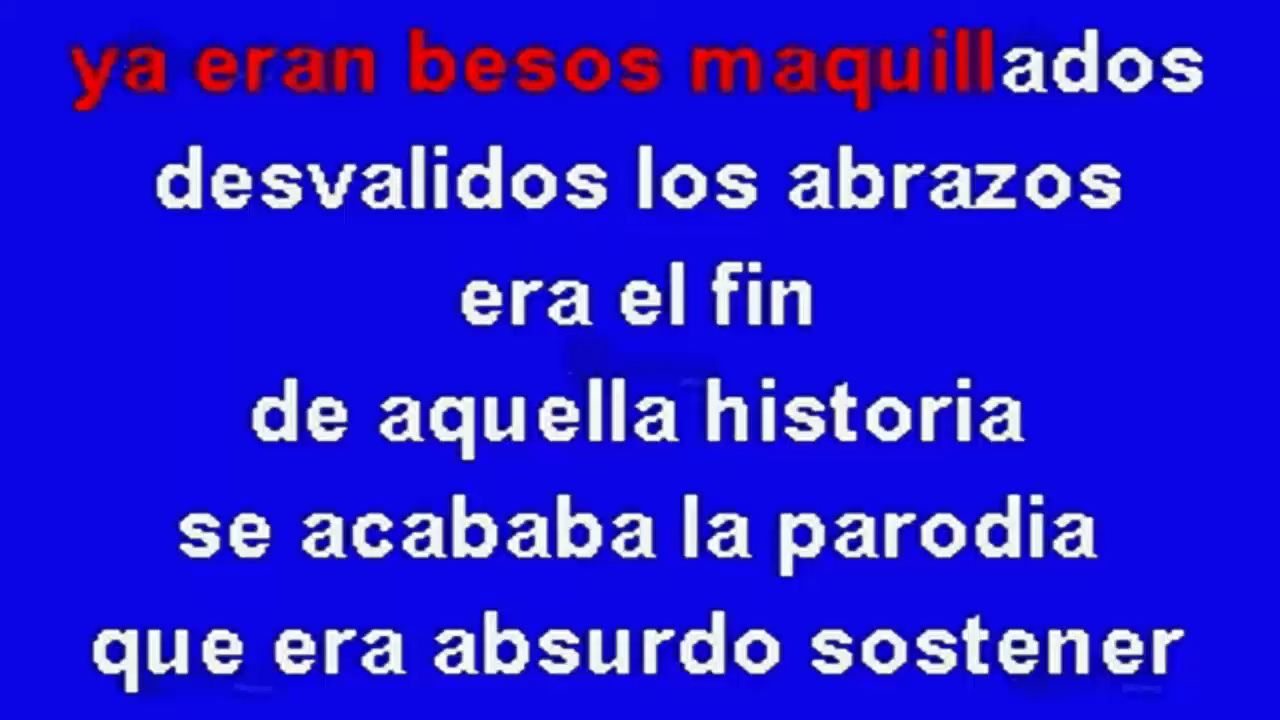 ya eran besos maquillados
desvalidos los abrazos
era el fin
de aquella historia
se acababa la parodia
que era absurdo sostener